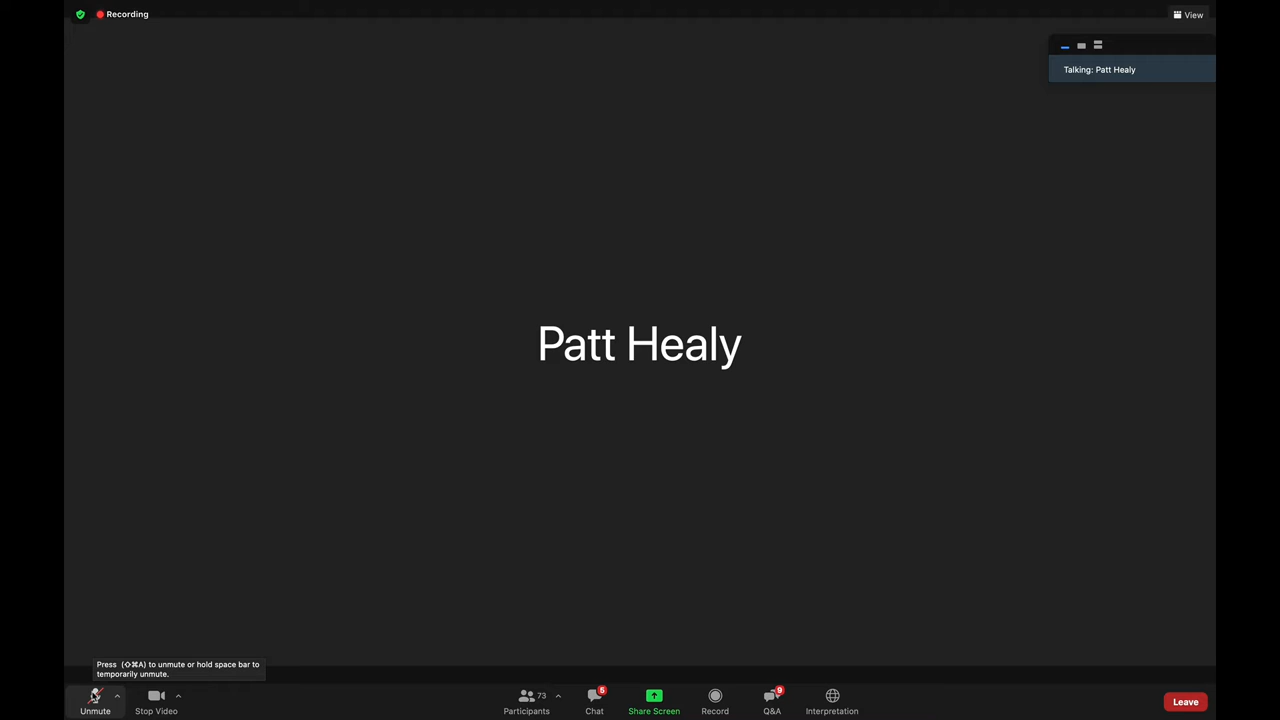 Recording
View
Talking: Patt Healy
Patt Healy
Press (⇧⌘A) to unmute or hold space bar to
temporarily unmute.
Unmute
Stop Video
73
Participants
5
Chat
Share Screen
Record
9
Q&A
Interpretation
Leave